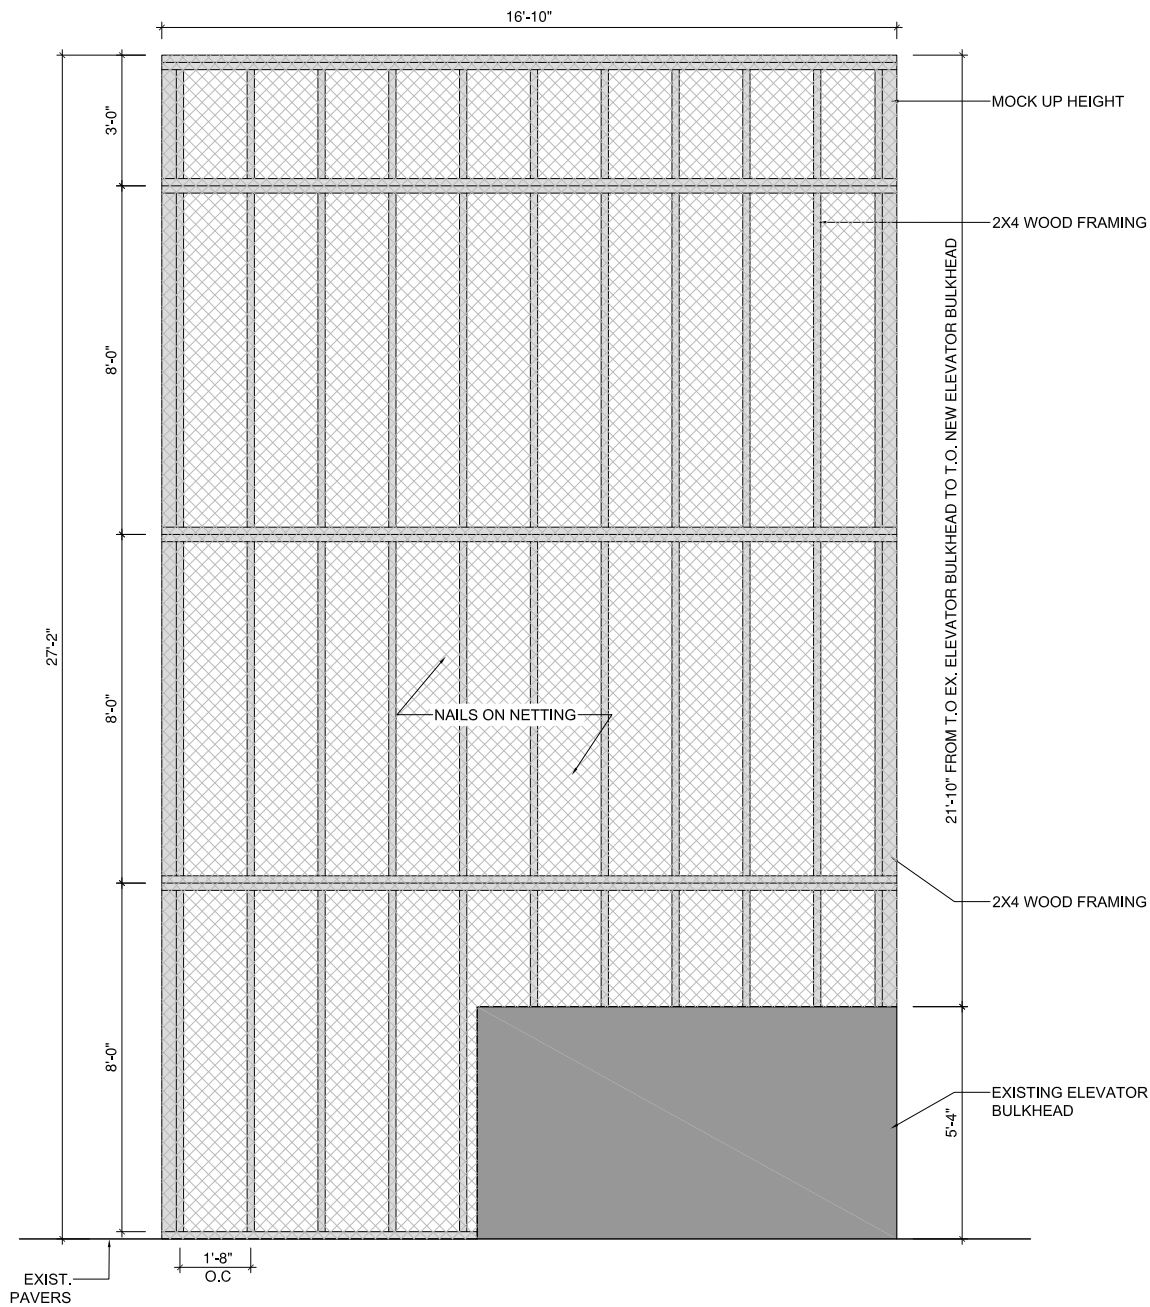 16'-10"
3'-0"
MOCK UP HEIGHT
2X4 WOOD FRAMING
8'-0"
21'-10" FROM T.O EX. ELEVATOR BULKHEAD TO T.O. NEW ELEVATOR BULKHEAD
27'-2"
8'-0"
NAILS ON NETTING
2X4 WOOD FRAMING
8'-0"
EXISTING ELEVATOR
BULKHEAD
5'-4"
1'-8"
O.C
EXIST.
PAVERS